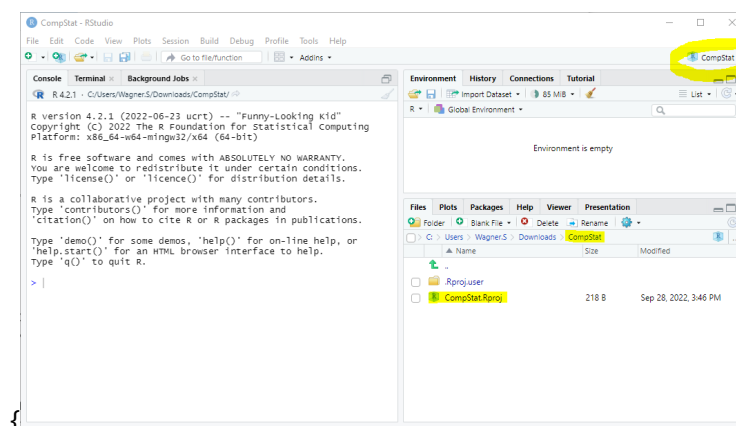 CompStat - RStudio
File Edit Code View Plots Session Build Debug Profile Tools Help
Go to file/function Addins
CompStat
Console Terminal Background Jobs
R 4.2.1 · C:/Users/Wagner.S/Downloads/CompStat/
R version 4.2.1 (2022-06-23 ucrt) -- "Funny-Looking Kid"
Copyright (C) 2022 The R Foundation for Statistical Computing
Platform: x86_64-w64-mingw32/x64 (64-bit)
R is free software and comes with ABSOLUTELY NO WARRANTY.
You are welcome to redistribute it under certain conditions.
Type 'license()' or 'licence()' for distribution details.
R is a collaborative project with many contributors.
Type 'contributors()' for more information and
'citation()' on how to cite R or R packages in publications.
Type 'demo()' for some demos, 'help()' for on-line help, or
'help.start()' for an HTML browser interface to help.
Type 'q()' to quit R.
>
Environment History Connections Tutorial
Import Dataset 85 MiB List
R Global Environment
Environment is empty
Files Plots Packages Help Viewer Presentation
Folder Blank File Delete Rename
C: > Users > Wagner.S > Downloads > CompStat
Name Size Modified
..
.Rproj.user
CompStat.Rproj 218 B Sep 28, 2022, 3:46 PM
{